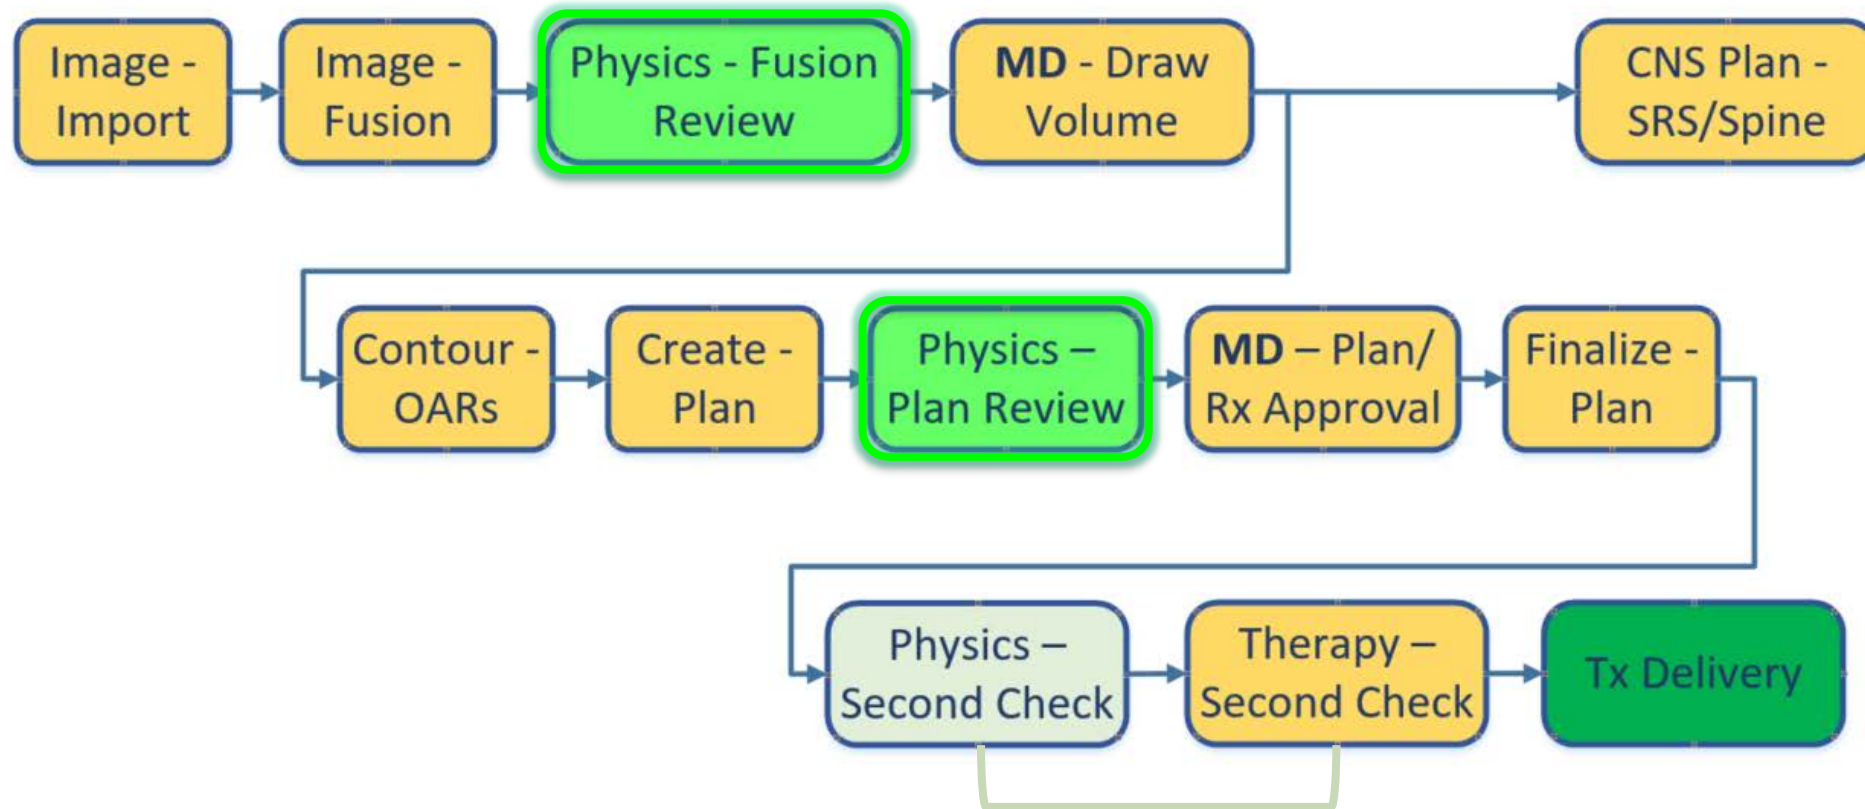 Image -
Import
Image -
Fusion
Physics - Fusion
Review
MD - Draw
Volume
CNS Plan -
SRS/Spine
Contour -
OARs
Create -
Plan
Physics –
Plan Review
MD – Plan/
Rx Approval
Finalize -
Plan
Physics –
Second Check
Therapy –
Second Check
Tx Delivery